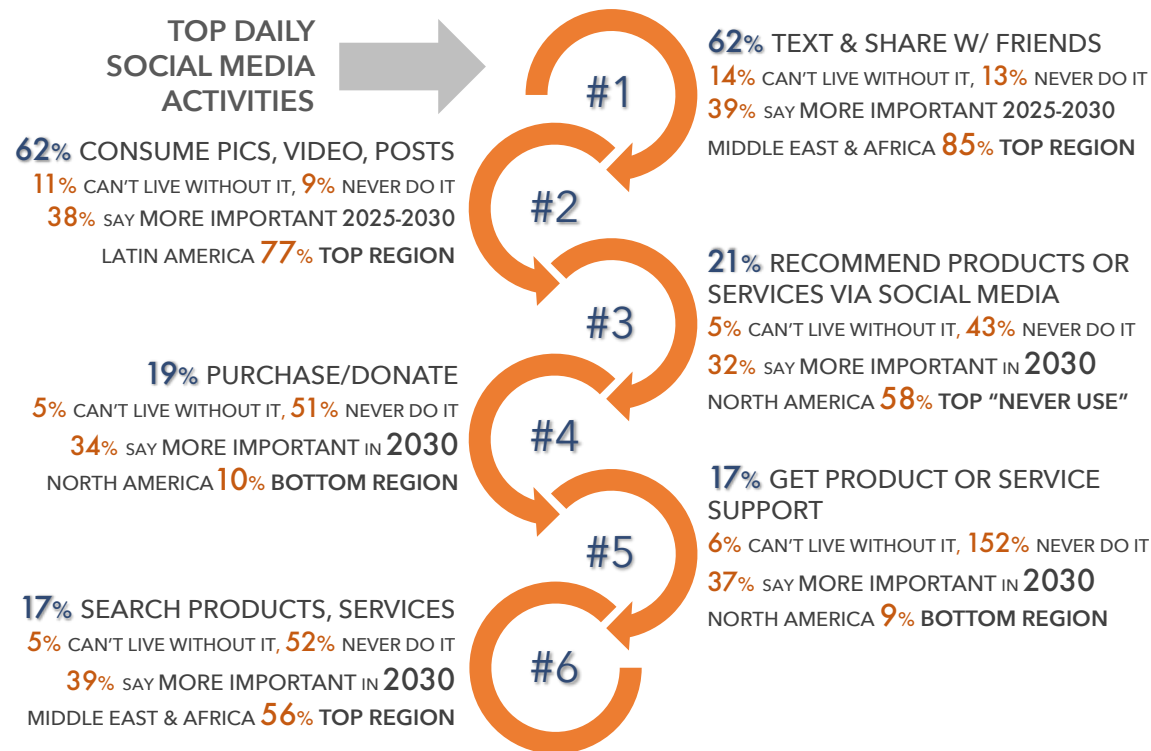 TOP DAILY
SOCIAL MEDIA
ACTIVITIES
#1
62% TEXT & SHARE W/ FRIENDS
14% CAN'T LIVE WITHOUT IT, 13% NEVER DO IT
39% SAY MORE IMPORTANT 2025-2030
MIDDLE EAST & AFRICA 85% TOP REGION
62% CONSUME PICS, VIDEO, POSTS
11% CAN'T LIVE WITHOUT IT, 9% NEVER DO IT
38% SAY MORE IMPORTANT 2025-2030
LATIN AMERICA 77% TOP REGION
#2
#3
21% RECOMMEND PRODUCTS OR
SERVICES VIA SOCIAL MEDIA
5% CAN'T LIVE WITHOUT IT, 43% NEVER DO IT
32% SAY MORE IMPORTANT IN 2030
NORTH AMERICA 58% TOP “NEVER USE”
19% PURCHASE/DONATE
5% CAN'T LIVE WITHOUT IT, 51% NEVER DO IT
34% SAY MORE IMPORTANT IN 2030
NORTH AMERICA 10% BOTTOM REGION
#4
#5
17% GET PRODUCT OR SERVICE
SUPPORT
6% CAN'T LIVE WITHOUT IT, 152% NEVER DO IT
37% SAY MORE IMPORTANT IN 2030
NORTH AMERICA 9% BOTTOM REGION
17% SEARCH PRODUCTS, SERVICES
5% CAN'T LIVE WITHOUT IT, 52% NEVER DO IT
39% SAY MORE IMPORTANT IN 2030
MIDDLE EAST & AFRICA 56% TOP REGION
#6